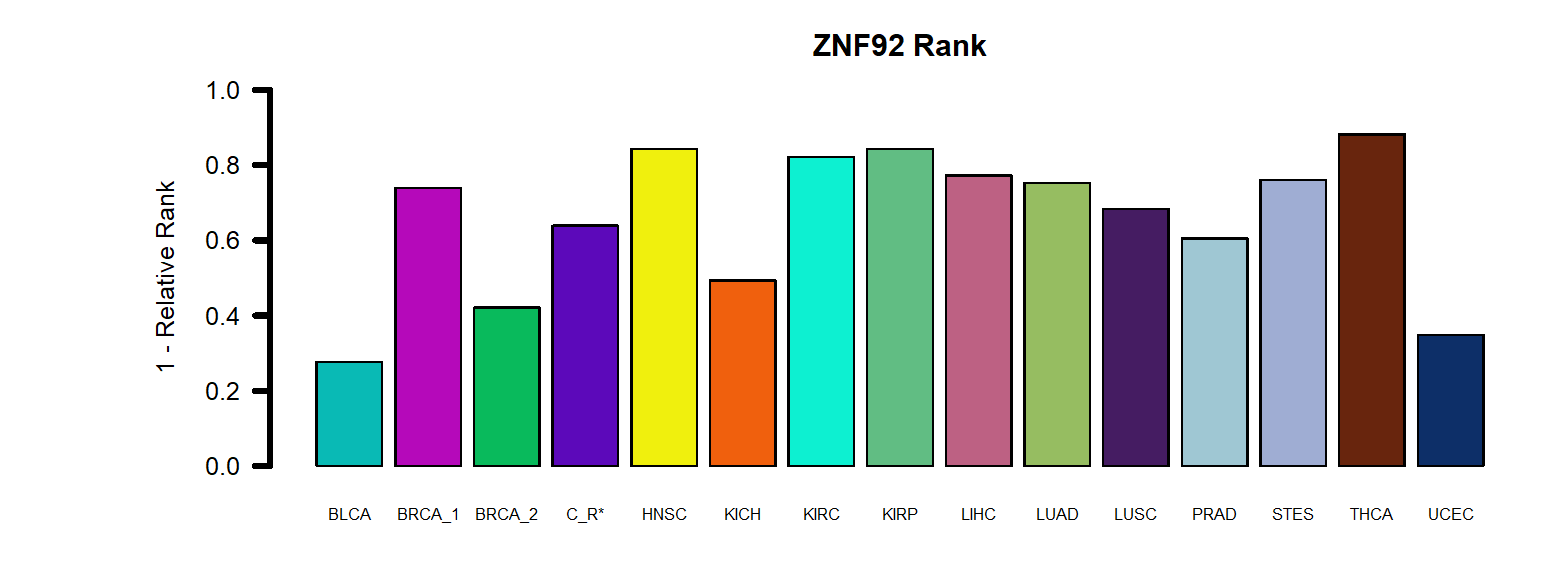 ZNF92 Rank
1 - Relative Rank
1.0
0.8
0.6
0.4
0.2
0.0
BLCA BRCA_1 BRCA_2 C_R* HNSC KICH KIRC KIRP LIHC LUAD LUSC PRAD STES THCA UCEC